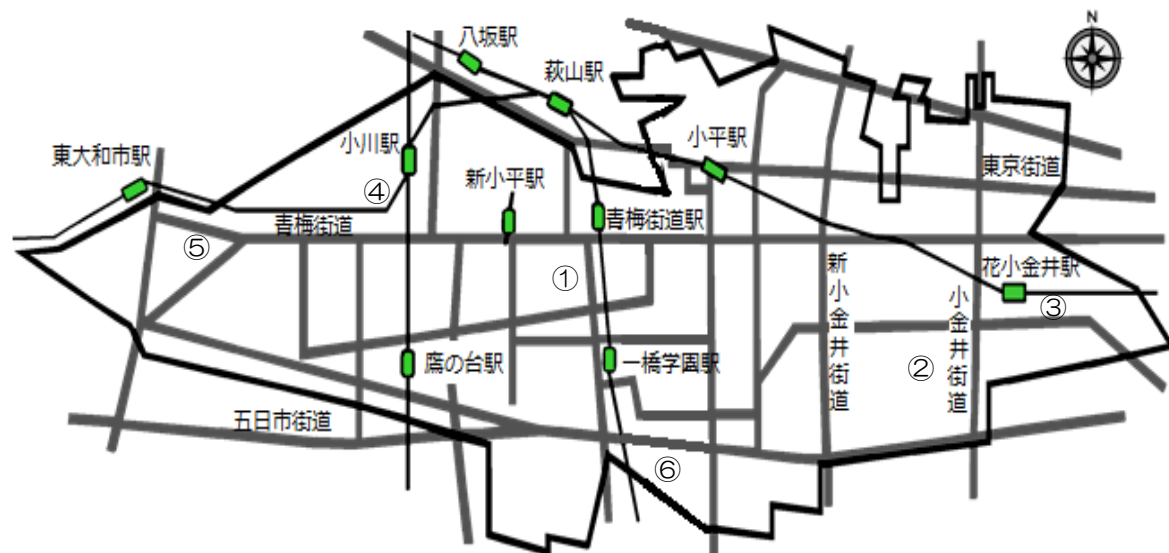 N
八坂駅
萩山駅
小川駅
小平駅
東大和市駅
新小平駅
東京街道
④
青梅街道
青梅街道駅
⑤
①
新小金井街道
小金井街道
花小金井駅
③
鷹の台駅
一橋学園駅
②
五日市街道
⑥